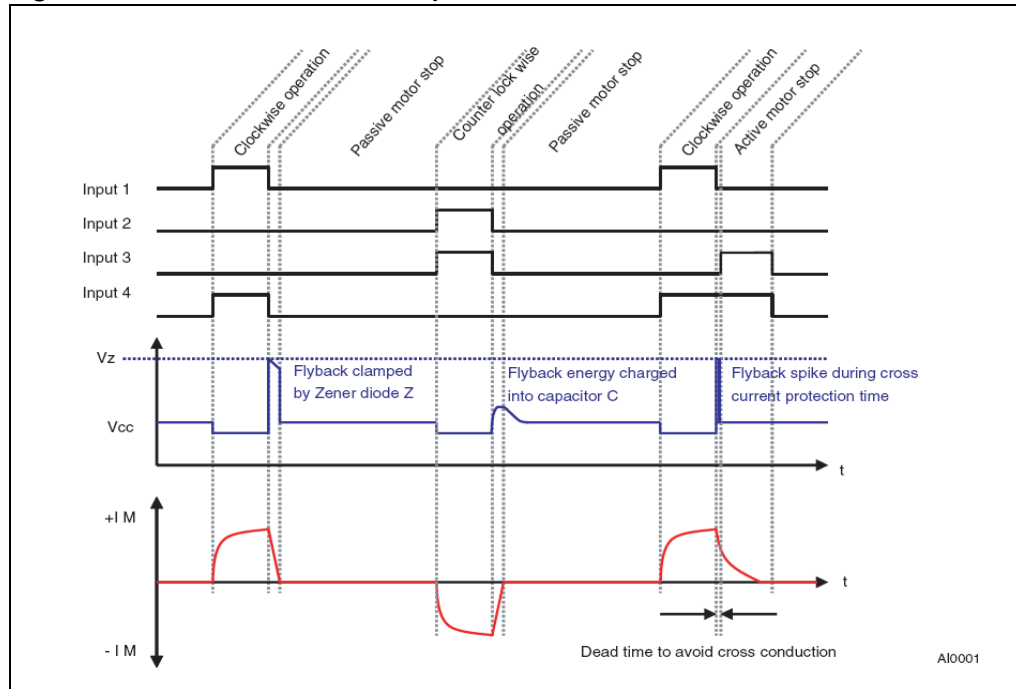 Clockwise operation
Passive motor stop
Counter lock wise
operation
Passive motor stop
Clockwise operation
Active motor stop
Input 1
Input 2
Input 3
Input 4
Vz
Flyback clamped
by Zener diode Z
Flyback energy charged
into capacitor C
Flyback spike during cross
current protection time
Vcc
t
+I M
t
- I M
Dead time to avoid cross conduction
AI0001